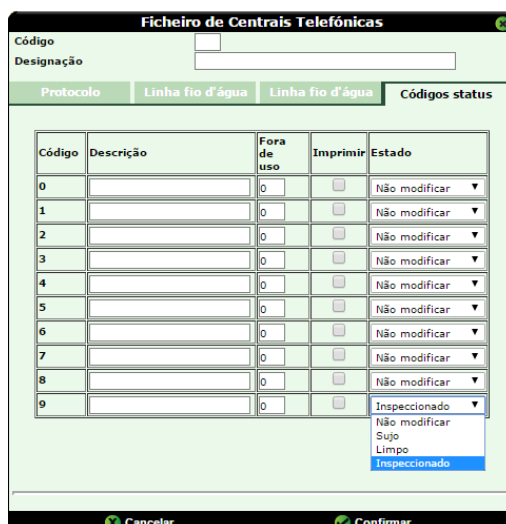 Ficheiro de Centrais Telefónicas
Código
Designação
Protocolo Linha fio d'água Linha fio d'água Códigos status
Código Descrição Fora de uso Imprimir Estado
0 0 Não modificar
1 0 Não modificar
2 0 Não modificar
3 0 Não modificar
4 0 Não modificar
5 0 Não modificar
6 0 Não modificar
7 0 Não modificar
8 0 Não modificar
9 0 Inspeccionado
Não modificar
Sujo
Limpo
Inspeccionado
Cancelar Confirmar